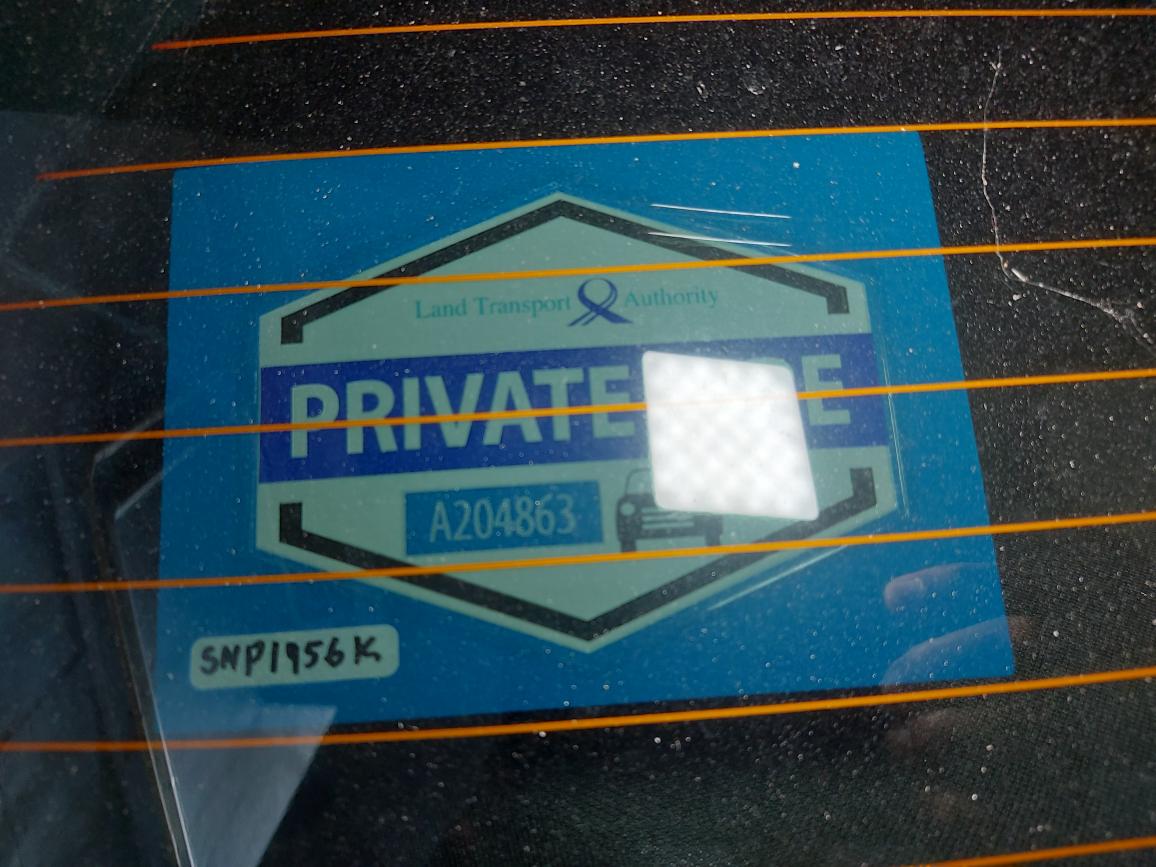 Land Transport Authority
PRIVATE
A204863
SNP1956K